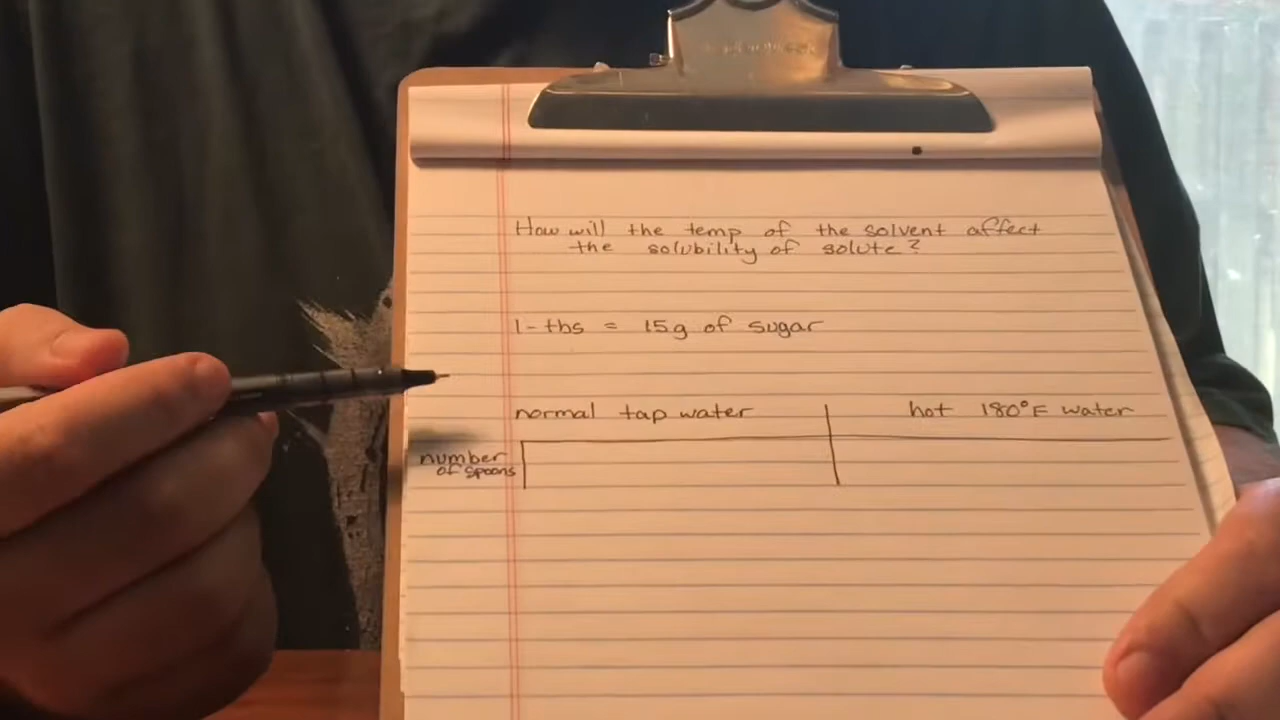 How will the temp of the solvent affect
the solubility of solute?
1-tbs = 15g of sugar
normal tap water hot 180°F water
number
of spoons